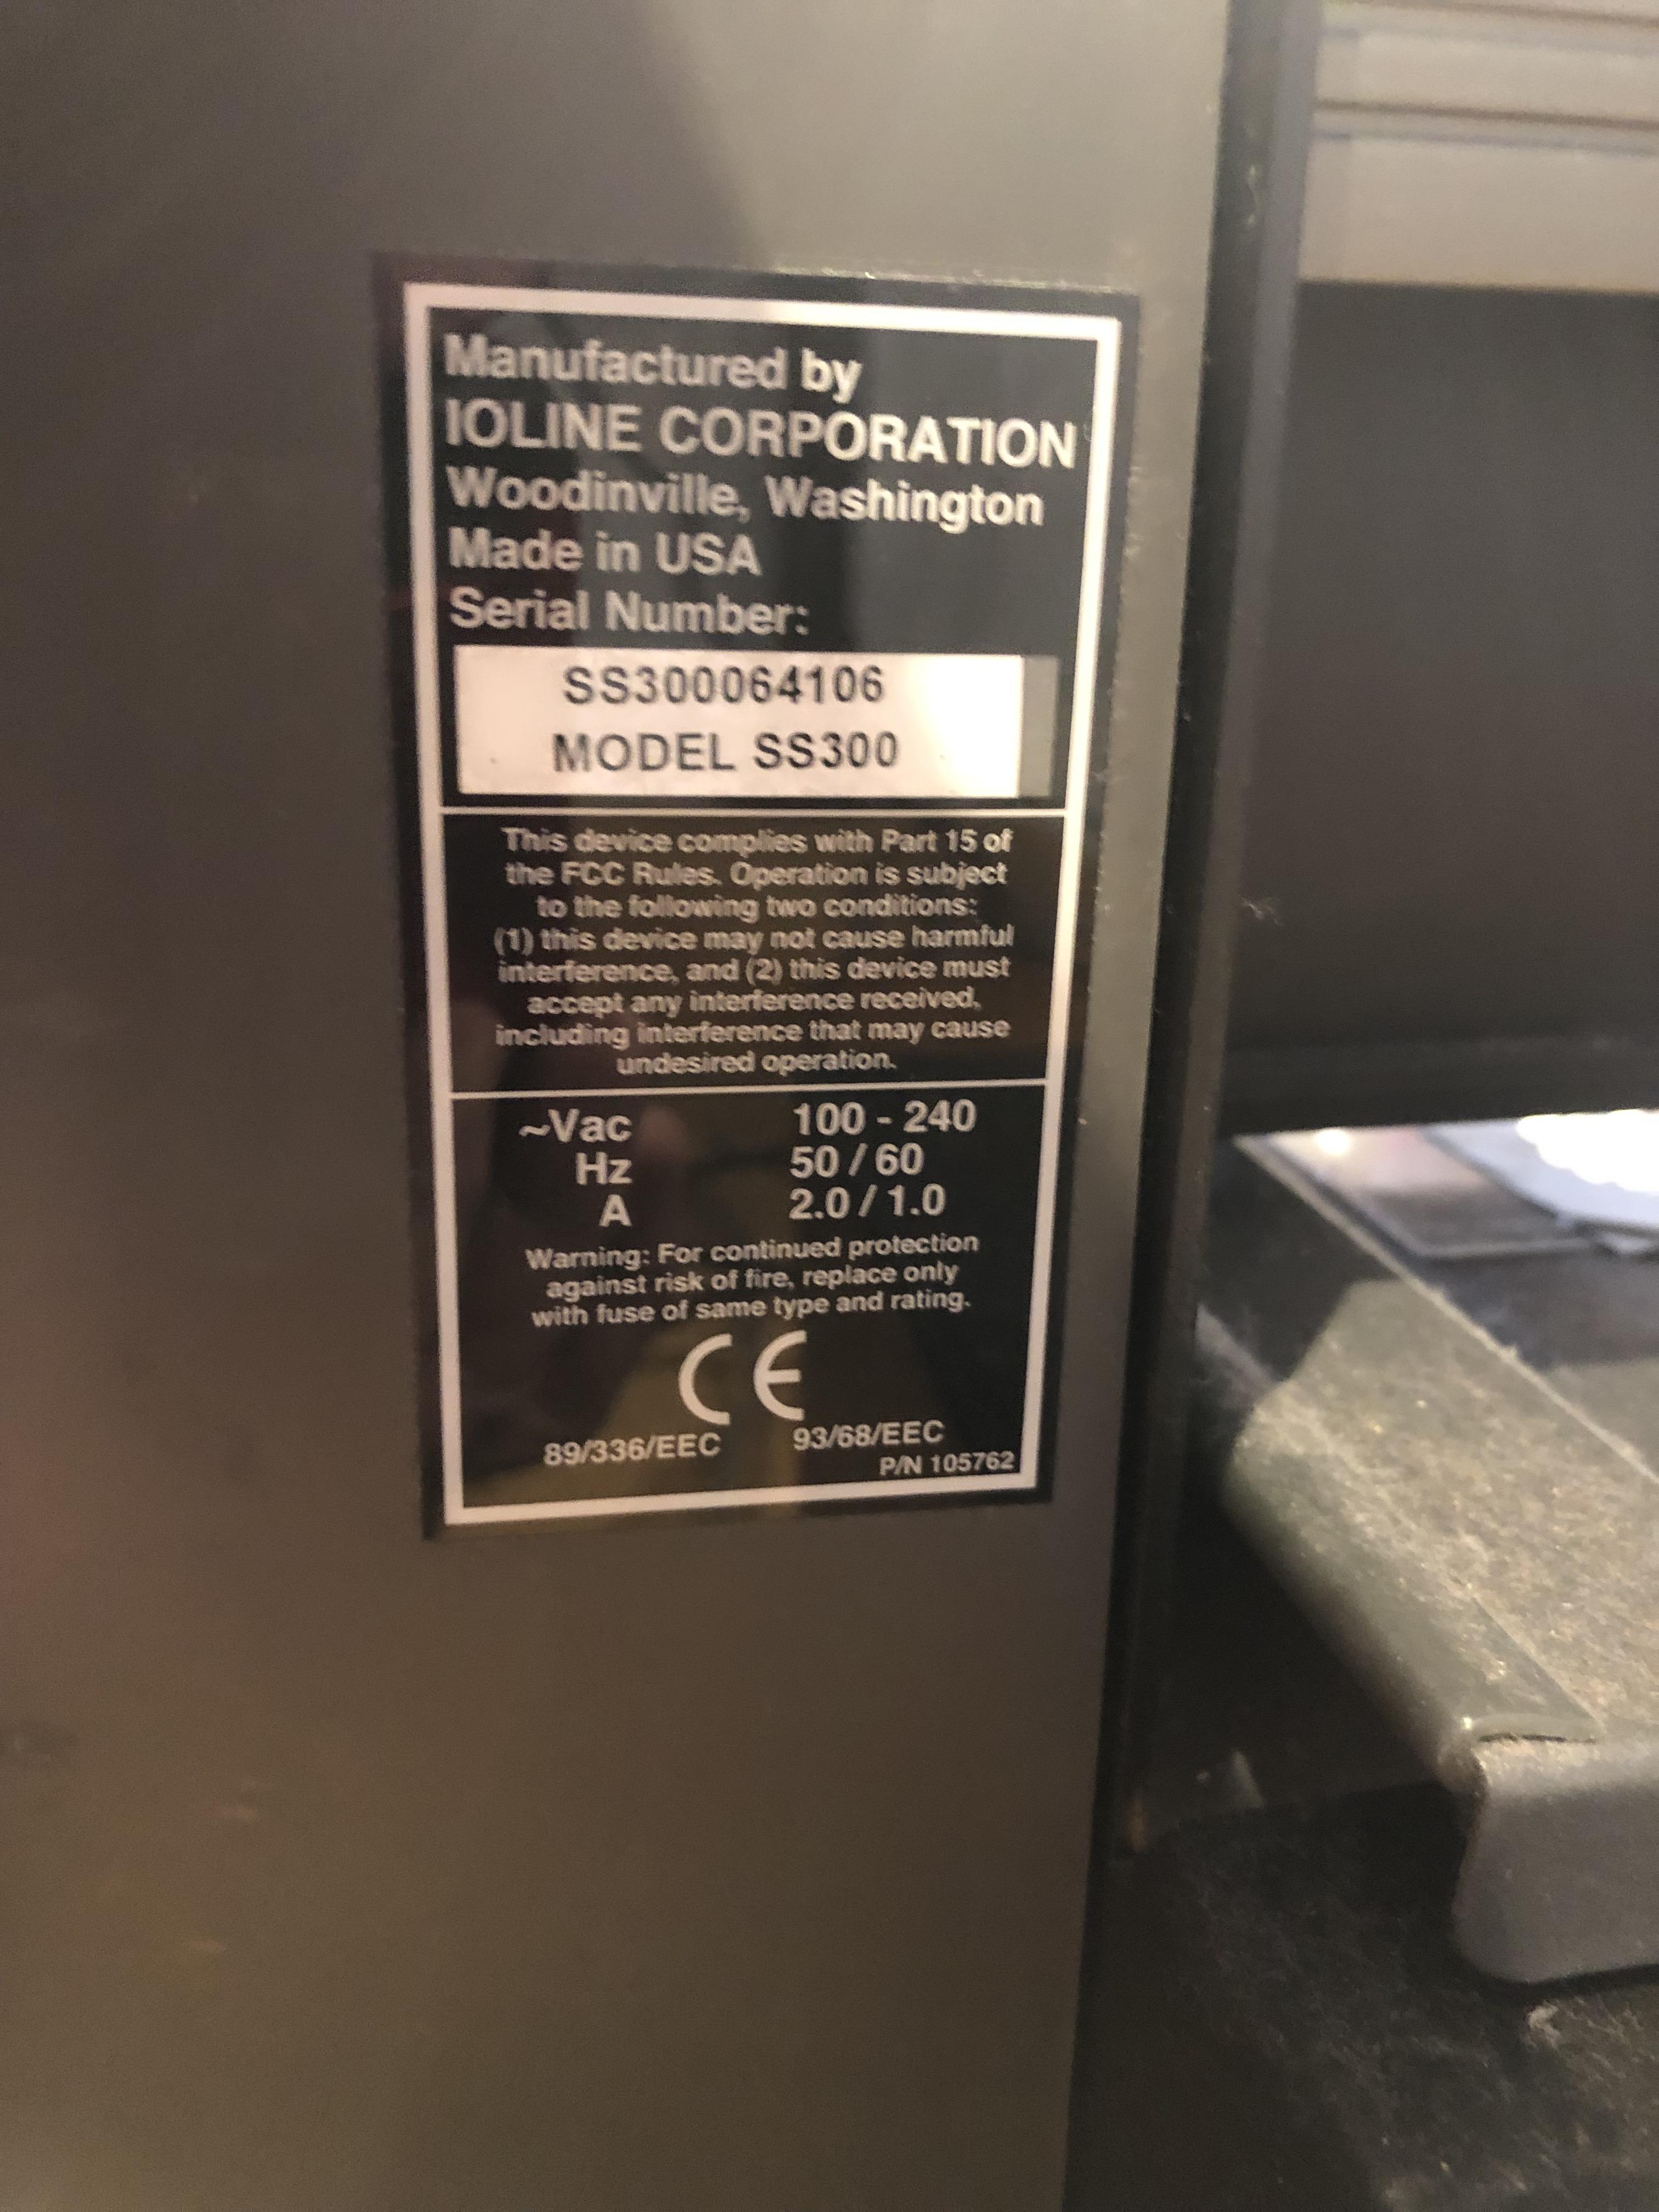 Manufactured by
IOLINE CORPORATION
Woodinville, Washington
Made in USA
Serial Number:
SS300064106
MODEL SS300
This device complies with Part 15 of
the FCC Rules. Operation is subject
to the following two conditions:
(1) this device may not cause harmful
interference, and (2) this device must
accept any interference received,
including interference that may cause
undesired operation.
~Vac 100 - 240
Hz 50 / 60
A 2.0 / 1.0
Warning: For continued protection
against risk of fire, replace only
with fuse of same type and rating.
CE
89/336/EEC 93/68/EEC
P/N 105762